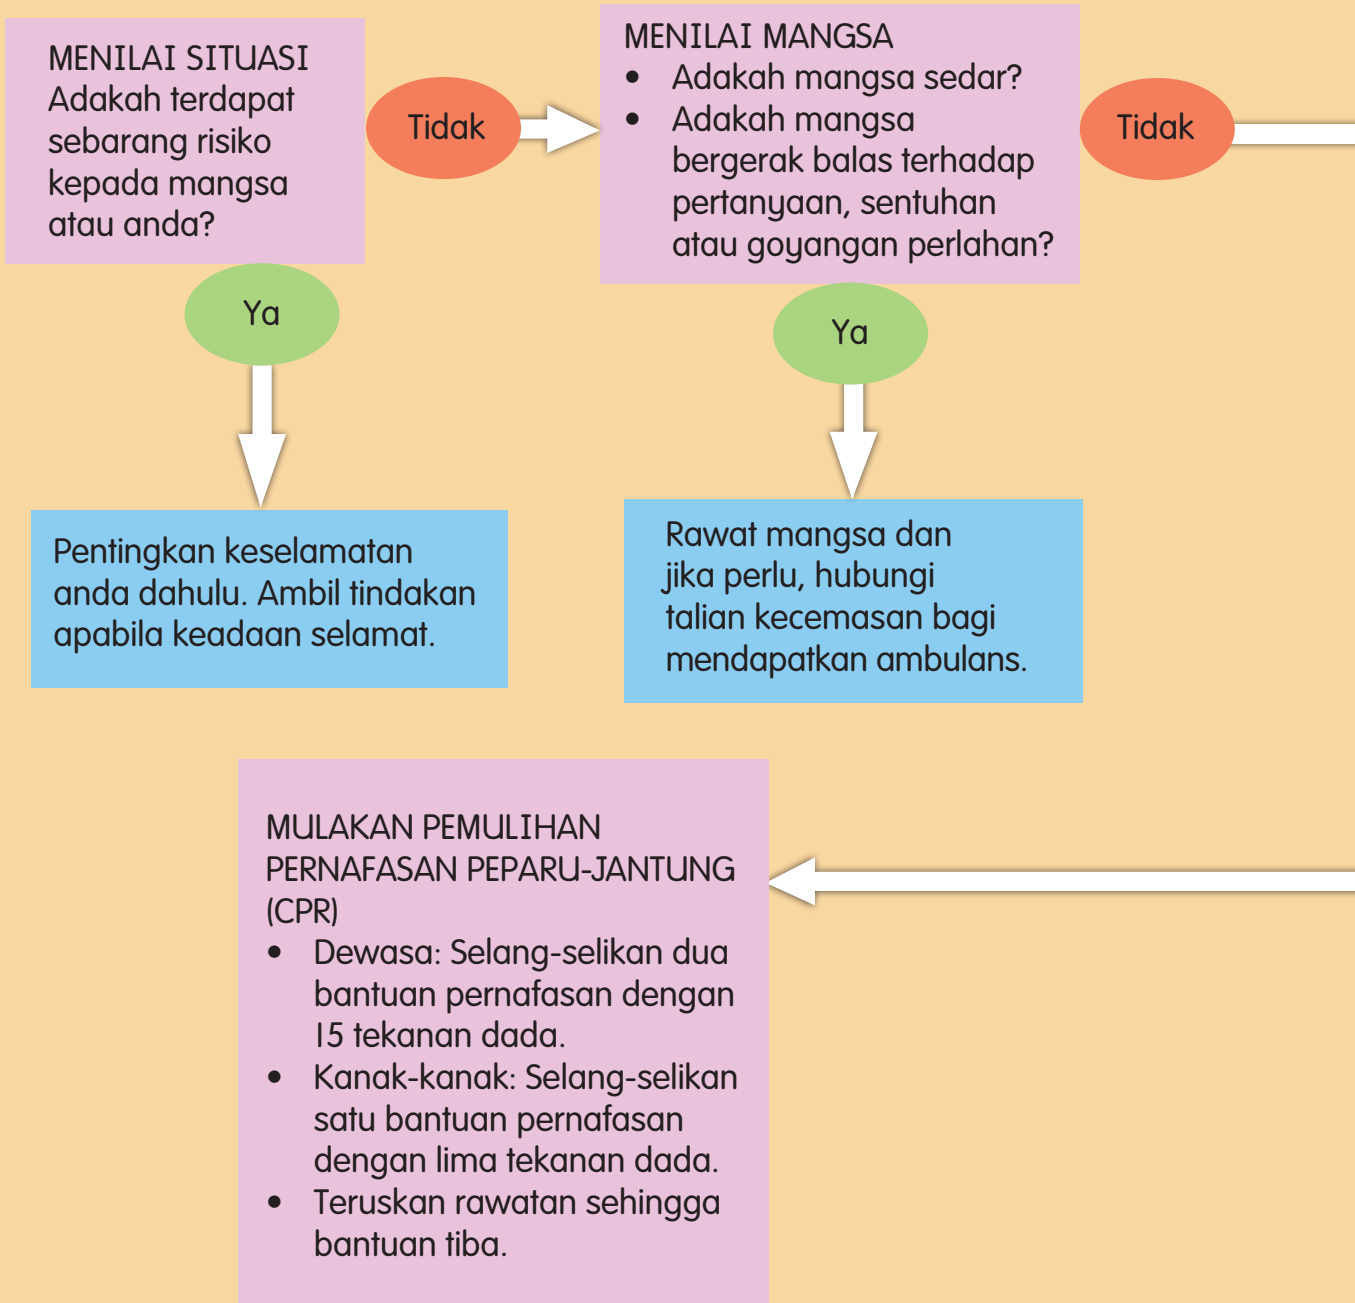 MENILAI SITUASI
Adakah terdapat
sebarang risiko
kepada mangsa
atau anda?
Tidak
MENILAI MANGSA
• Adakah mangsa sedar?
• Adakah mangsa
bergerak balas terhadap
pertanyaan, sentuhan
atau goyangan perlahan?
Tidak
Ya
Ya
Pentingkan keselamatan
anda dahulu. Ambil tindakan
apabila keadaan selamat.
Rawat mangsa dan
jika perlu, hubungi
talian kecemasan bagi
mendapatkan ambulans.
MULAKAN PEMULIHAN
PERNAFASAN PEPARU-JANTUNG
(CPR)
• Dewasa: Selang-selikan dua
bantuan pernafasan dengan
15 tekanan dada.
• Kanak-kanak: Selang-selikan
satu bantuan pernafasan
dengan lima tekanan dada.
• Teruskan rawatan sehingga
bantuan tiba.